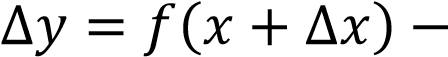 Δy = f(x + Δx) −